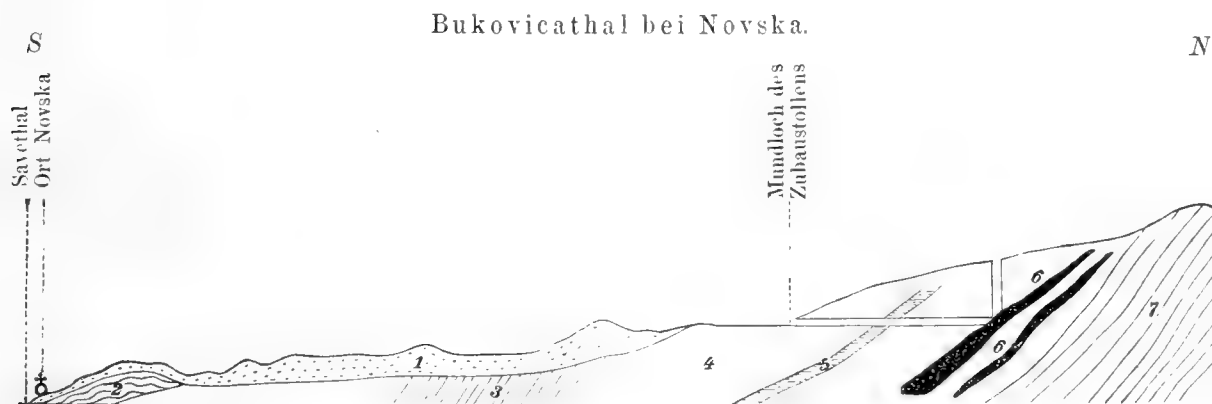 Bukovicathal bei Novska.
S
N
Savethal
Ort Novska
Mundloch des
Zubaustollens
1
2
3
4
5
6
6
7